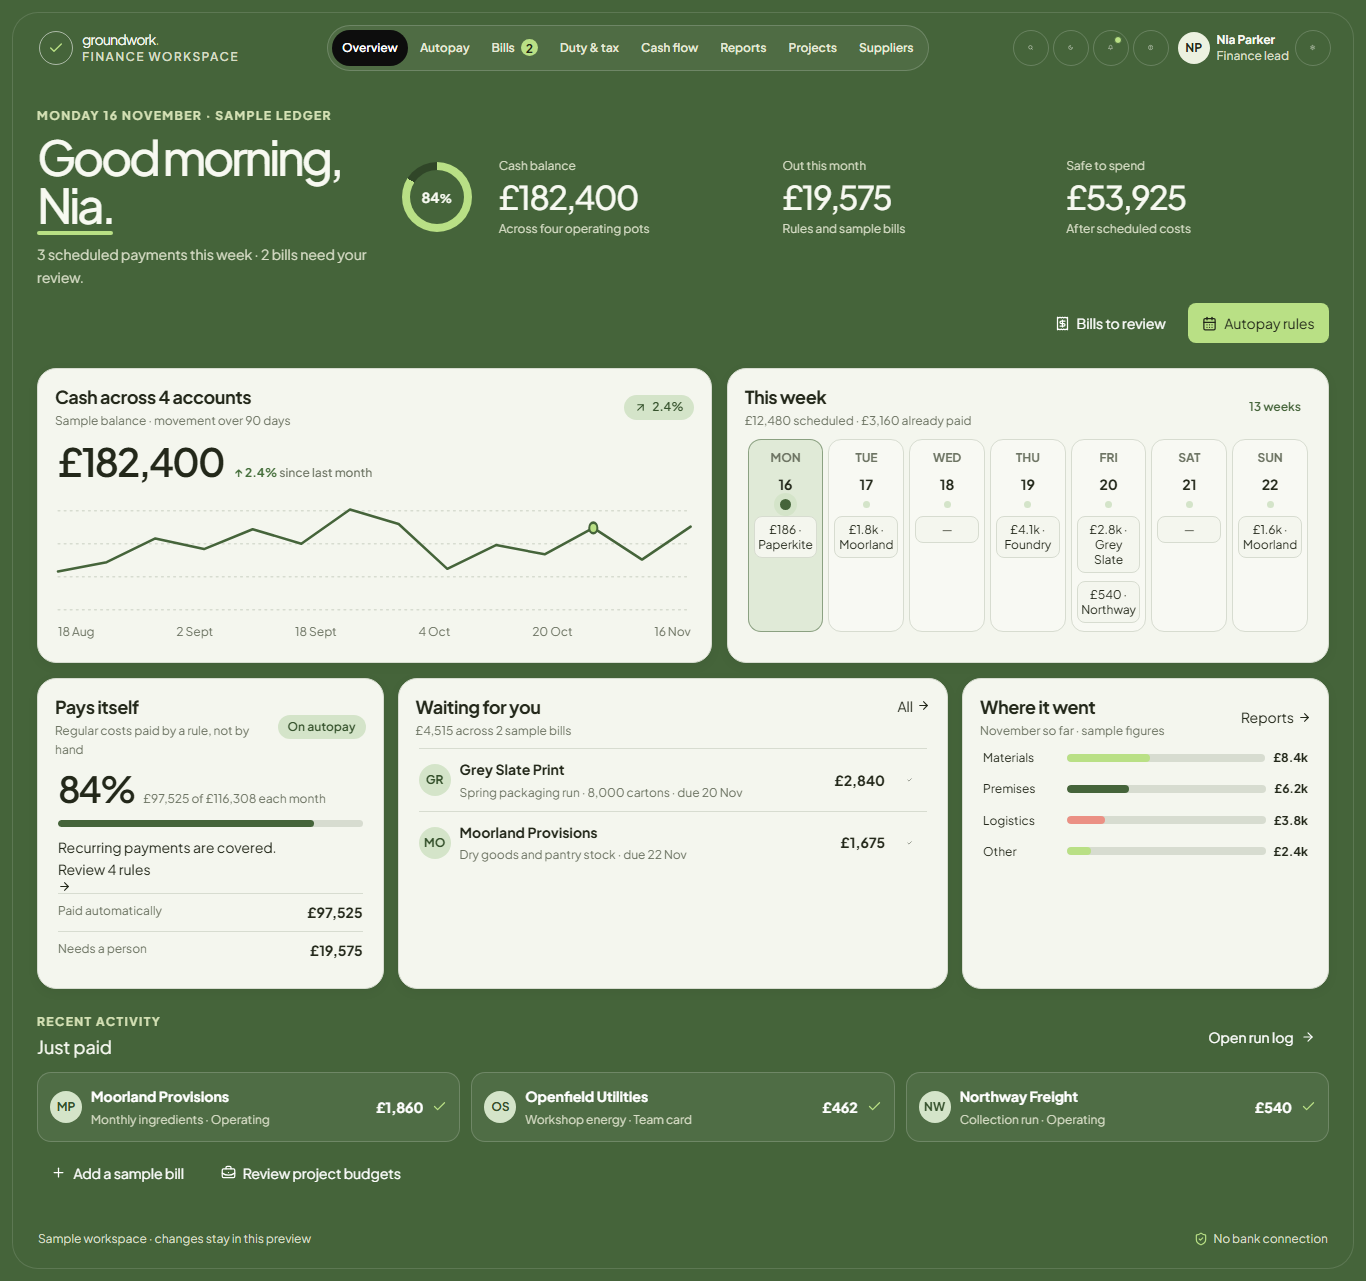 groundwork.
FINANCE WORKSPACE
Overview
Autopay
Bills 2
Duty & tax
Cash flow
Reports
Projects
Suppliers
NP
Nia Parker
Finance lead
MONDAY 16 NOVEMBER · SAMPLE LEDGER
Good morning,
Nia.
3 scheduled payments this week · 2 bills need your
review.
84%
Cash balance
£182,400
Across four operating pots
Out this month
£19,575
Rules and sample bills
Safe to spend
£53,925
After scheduled costs
Bills to review
Autopay rules
Cash across 4 accounts
Sample balance · movement over 90 days
2.4%
£182,400
↑ 2.4% since last month
18 Aug
2 Sept
18 Sept
4 Oct
20 Oct
16 Nov
This week
£12,480 scheduled · £3,160 already paid
13 weeks
MON
16
£186 ·
Paperkite
TUE
17
£1.8k ·
Moorland
WED
18
—
THU
19
£4.1k ·
Foundry
FRI
20
£2.8k ·
Grey
Slate
£540 ·
Northway
SAT
21
—
SUN
22
£1.6k ·
Moorland
Pays itself
Regular costs paid by a rule, not by
hand
On autopay
84%
£97,525 of £116,308 each month
Recurring payments are covered.
Review 4 rules
→
Paid automatically
£97,525
Needs a person
£19,575
Waiting for you
£4,515 across 2 sample bills
All →
GR
Grey Slate Print
Spring packaging run · 8,000 cartons · due 20 Nov
£2,840
MO
Moorland Provisions
Dry goods and pantry stock · due 22 Nov
£1,675
Where it went
November so far · sample figures
Reports →
Materials
£8.4k
Premises
£6.2k
Logistics
£3.8k
Other
£2.4k
RECENT ACTIVITY
Just paid
Open run log →
MP
Moorland Provisions
Monthly ingredients · Operating
£1,860
OS
Openfield Utilities
Workshop energy · Team card
£462
NW
Northway Freight
Collection run · Operating
£540
Add a sample bill
Review project budgets
Sample workspace · changes stay in this preview
No bank connection